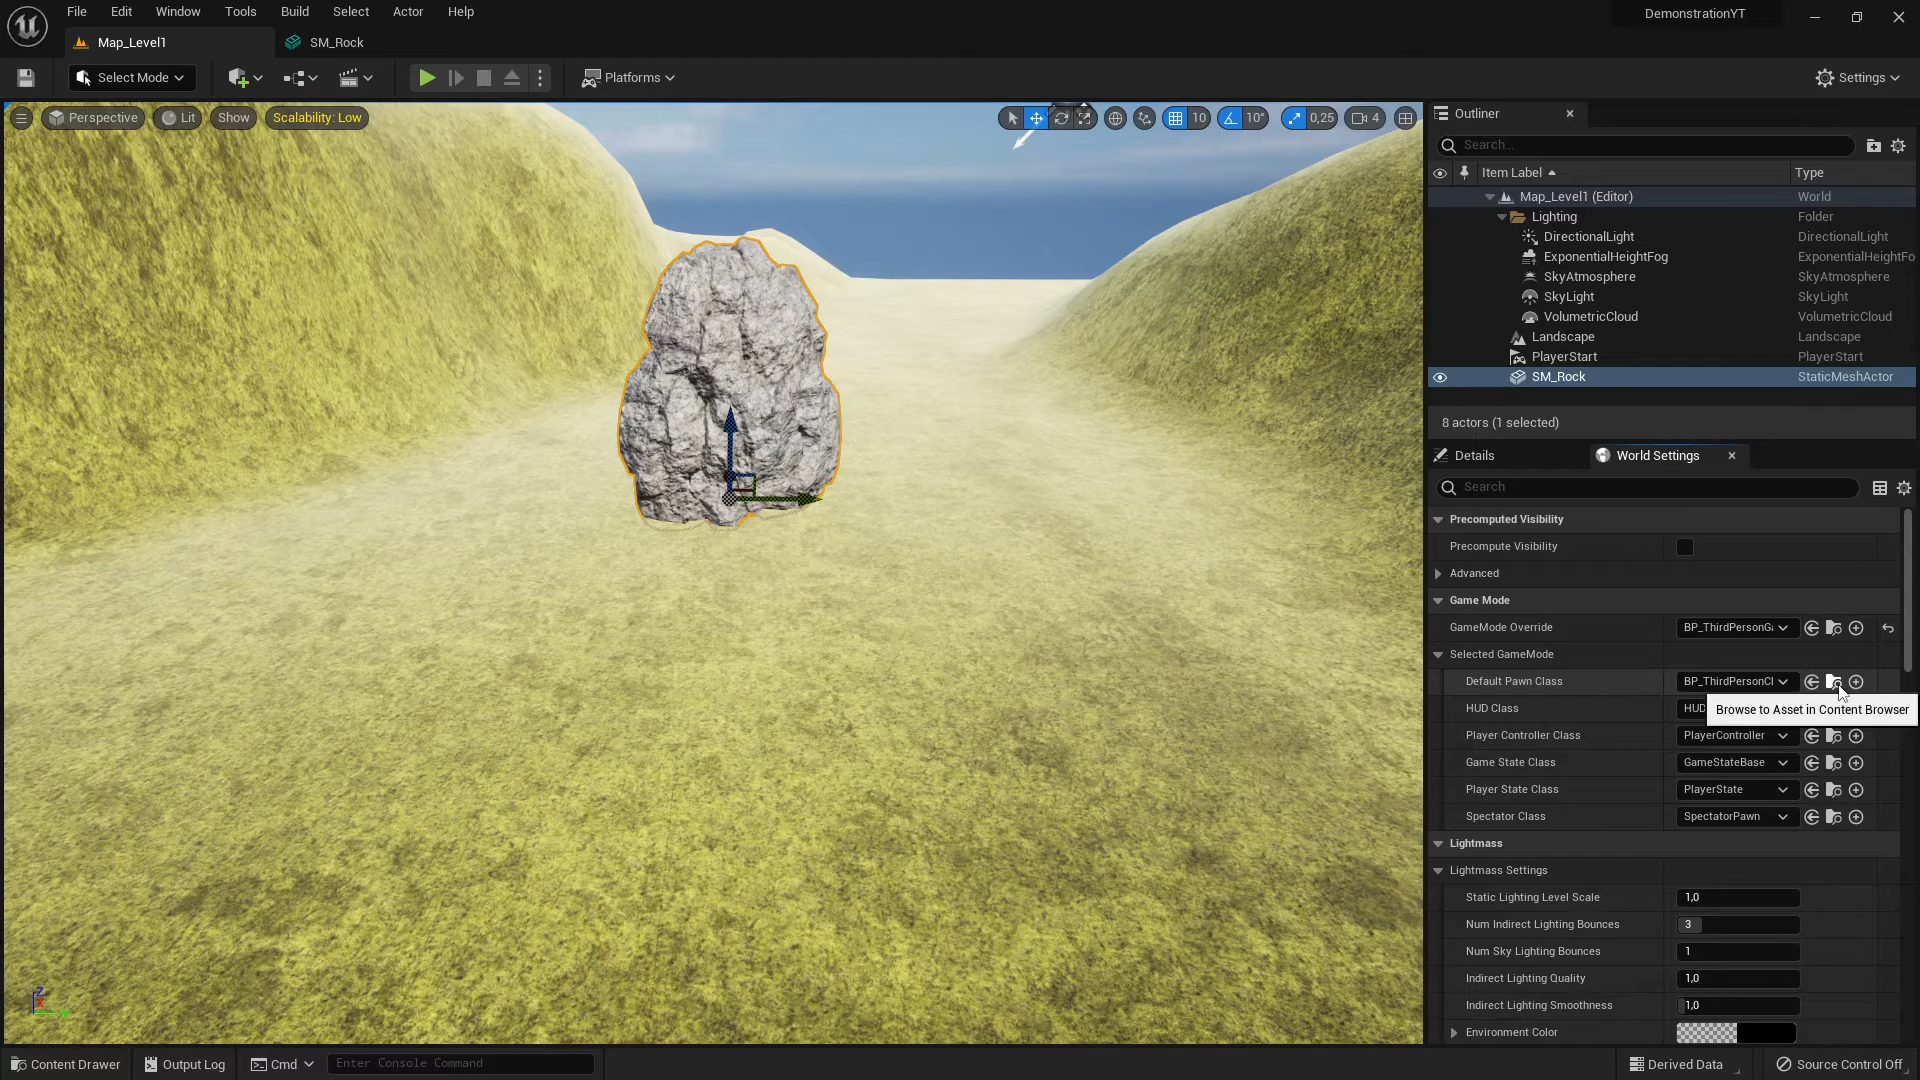 File Edit Window Tools Build Select Actor Help
DemonstrationYT
Map_Level1
SM_Rock
Select Mode
Platforms
Settings
Perspective
Lit
Show
Scalability: Low
10
10°
0,25
4
Outliner
Search...
Item Label
Type
Map_Level1 (Editor)
World
Lighting
Folder
DirectionalLight
DirectionalLight
ExponentialHeightFog
ExponentialHeightFo
SkyAtmosphere
SkyAtmosphere
SkyLight
SkyLight
VolumetricCloud
VolumetricCloud
Landscape
Landscape
PlayerStart
PlayerStart
SM_Rock
StaticMeshActor
8 actors (1 selected)
Details
World Settings
Search
Precomputed Visibility
Precompute Visibility
Advanced
Game Mode
GameMode Override
BP_ThirdPersonGa
Selected GameMode
Default Pawn Class
BP_ThirdPersonCl
HUD Class
HUD
Browse to Asset in Content Browser
Player Controller Class
PlayerController
Game State Class
GameStateBase
Player State Class
PlayerState
Spectator Class
SpectatorPawn
Lightmass
Lightmass Settings
Static Lighting Level Scale
1,0
Num Indirect Lighting Bounces
3
Num Sky Lighting Bounces
1
Indirect Lighting Quality
1,0
Indirect Lighting Smoothness
1,0
Environment Color
Z
X
Y
Content Drawer
Output Log
Cmd
Enter Console Command
Derived Data
Source Control Off